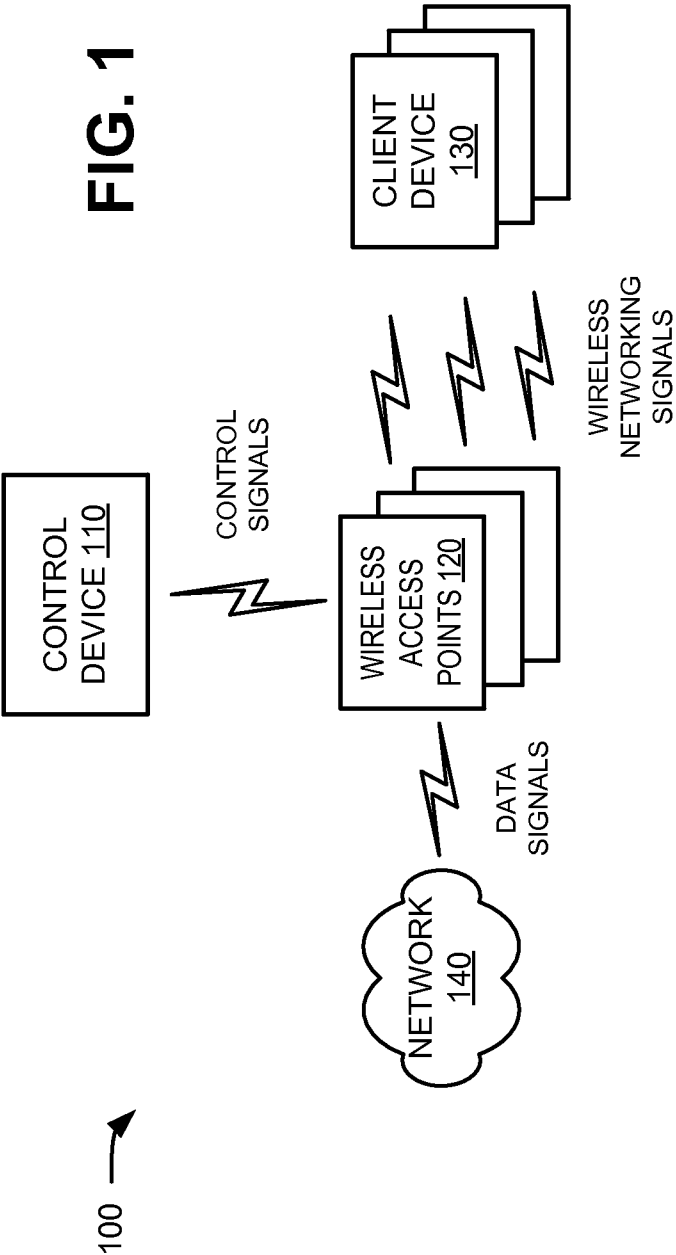 100
CONTROL
DEVICE 110
FIG. 1
CONTROL
SIGNALS
NETWORK
140
DATA
SIGNALS
WIRELESS
ACCESS
POINTS 120
WIRELESS
NETWORKING
SIGNALS
CLIENT
DEVICE
130